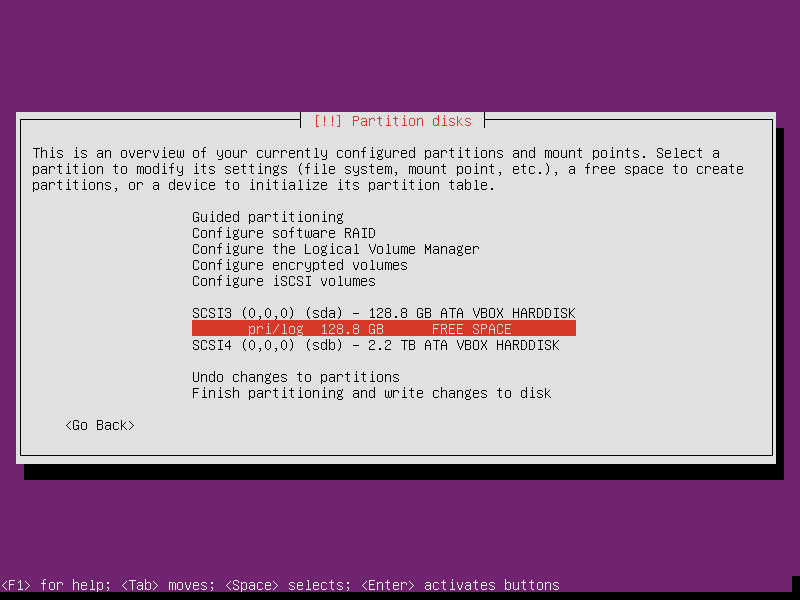 [!!] Partition disks
This is an overview of your currently configured partitions and mount points. Select a
partition to modify its settings (file system, mount point, etc.), a free space to create
partitions, or a device to initialize its partition table.
Guided partitioning
Configure software RAID
Configure the Logical Volume Manager
Configure encrypted volumes
Configure iSCSI volumes
SCSI3 (0,0,0) (sda) - 128.8 GB ATA VBOX HARDDISK
pri/log 128.8 GB FREE SPACE
SCSI4 (0,0,0) (sdb) - 2.2 TB ATA VBOX HARDDISK
Undo changes to partitions
Finish partitioning and write changes to disk
<Go Back>
<F1> for help; <Tab> moves; <Space> selects; <Enter> activates buttons